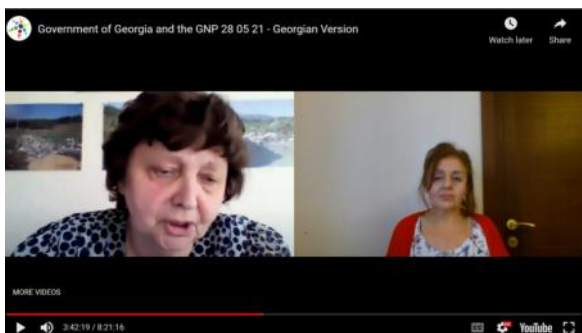 Government of Georgia and the GNP 28 05 21 - Georgian Version
Watch later
Share
MORE VIDEOS
3:42:19 / 8:21:16
CC
YouTube